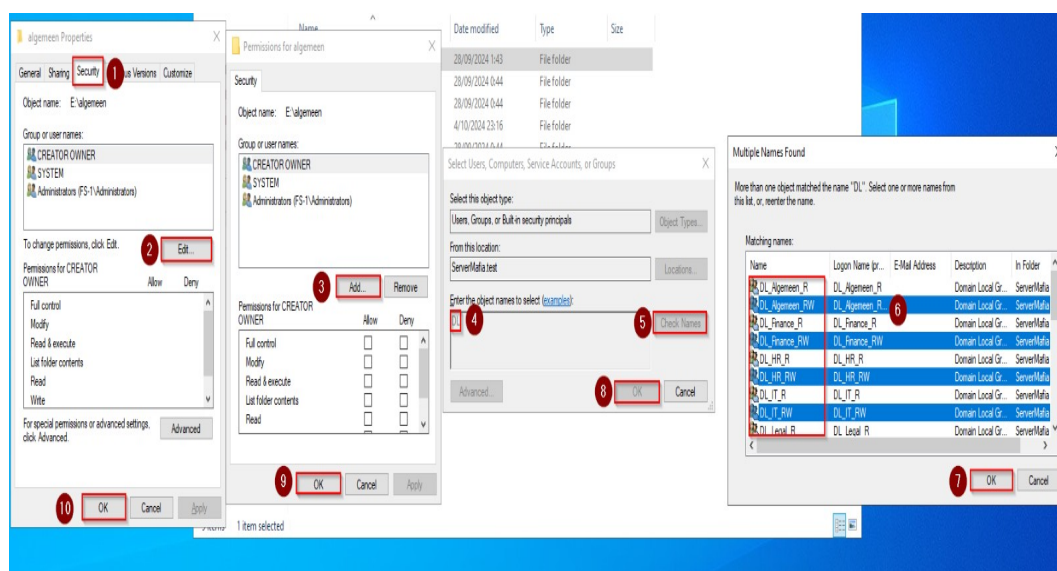 algemeen Properties
General Sharing Security us Versions Customize
1
Object name: E:\algemeen
Group or user names:
CREATOR OWNER
SYSTEM
Administrators (FS-1\Administrators)
To change permissions, click Edit.
2
Edit...
Permissions for CREATOR
OWNER Allow Deny
Full control
Modify
Read & execute
List folder contents
Read
Write
For special permissions or advanced settings,
click Advanced.
Advanced
10
OK Cancel Apply
Permissions for algemeen
Security
Object name: E:\algemeen
Group or user names:
CREATOR OWNER
SYSTEM
Administrators (FS-1\Administrators)
3
Add... Remove
Permissions for CREATOR
OWNER Allow Deny
Full control
Modify
Read & execute
List folder contents
Read
9
OK Cancel Apply
1 item selected
Name Date modified Type Size
28/09/2024 1:43 File folder
28/09/2024 0:44 File folder
28/09/2024 0:44 File folder
4/10/2024 23:16 File folder
28/09/2024 0:44 File folder
Select Users, Computers, Service Accounts, or Groups
Select this object type:
Users, Groups, or Built-in security principals Object Types...
From this location:
ServerMafia.test Locations...
Enter the object names to select (examples):
DL 4 5 Check Names
Advanced... 8 OK Cancel
Multiple Names Found
More than one object matched the name "DL". Select one or more names from
this list, or, reenter the name.
Matching names:
Name Logon Name (pr... E-Mail Address Description In Folder
DL_Algemeen_R DL_Algemeen_R Domain Local Gr... ServerMafia
DL_Algemeen_RW DL_Algemeen_R... 6 Domain Local Gr... ServerMafia
DL_Finance_R DL_Finance_R Domain Local Gr... ServerMafia
DL_Finance_RW DL_Finance_RW Domain Local Gr... ServerMafia
DL_HR_R DL_HR_R Domain Local Gr... ServerMafia
DL_HR_RW DL_HR_RW Domain Local Gr... ServerMafia
DL_IT_R DL_IT_R Domain Local Gr... ServerMafia
DL_IT_RW DL_IT_RW Domain Local Gr... ServerMafia
DL_Legal_R DL_Legal_R Domain Local Gr... ServerMafia
7 OK Cancel